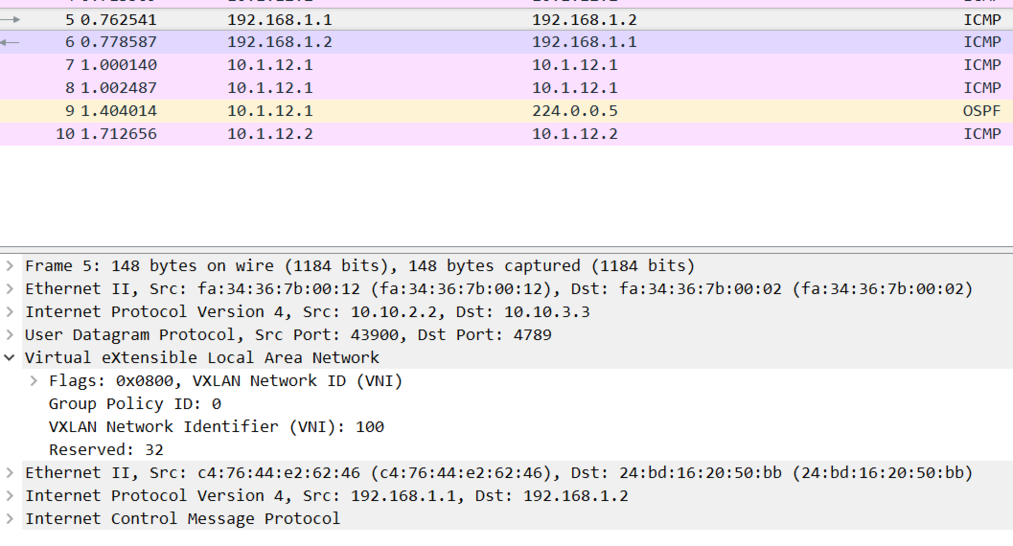 5 0.762541 192.168.1.1 192.168.1.2 ICMP
6 0.778587 192.168.1.2 192.168.1.1 ICMP
7 1.000140 10.1.12.1 10.1.12.1 ICMP
8 1.002487 10.1.12.1 10.1.12.1 ICMP
9 1.404014 10.1.12.1 224.0.0.5 OSPF
10 1.712656 10.1.12.2 10.1.12.2 ICMP
Frame 5: 148 bytes on wire (1184 bits), 148 bytes captured (1184 bits)
Ethernet II, Src: fa:34:36:7b:00:12 (fa:34:36:7b:00:12), Dst: fa:34:36:7b:00:02 (fa:34:36:7b:00:02)
Internet Protocol Version 4, Src: 10.10.2.2, Dst: 10.10.3.3
User Datagram Protocol, Src Port: 43900, Dst Port: 4789
Virtual eXtensible Local Area Network
Flags: 0x0800, VXLAN Network ID (VNI)
Group Policy ID: 0
VXLAN Network Identifier (VNI): 100
Reserved: 32
Ethernet II, Src: c4:76:44:e2:62:46 (c4:76:44:e2:62:46), Dst: 24:bd:16:20:50:bb (24:bd:16:20:50:bb)
Internet Protocol Version 4, Src: 192.168.1.1, Dst: 192.168.1.2
Internet Control Message Protocol